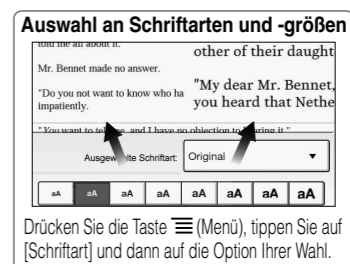 Auswahl an Schriftarten und -größen
told me all about it.
other of their daught
Mr. Bennet made no answer.
"Do you not want to know who ha
impatiently.
"My dear Mr. Bennet,
you heard that Nethe
"You want to tell me, and I have no objection to hearing it."
Ausgewählte Schriftart: Original
aA aA aA aA aA aA aA aA
Drücken Sie die Taste (Menü), tippen Sie auf
[Schriftart] und dann auf die Option Ihrer Wahl.